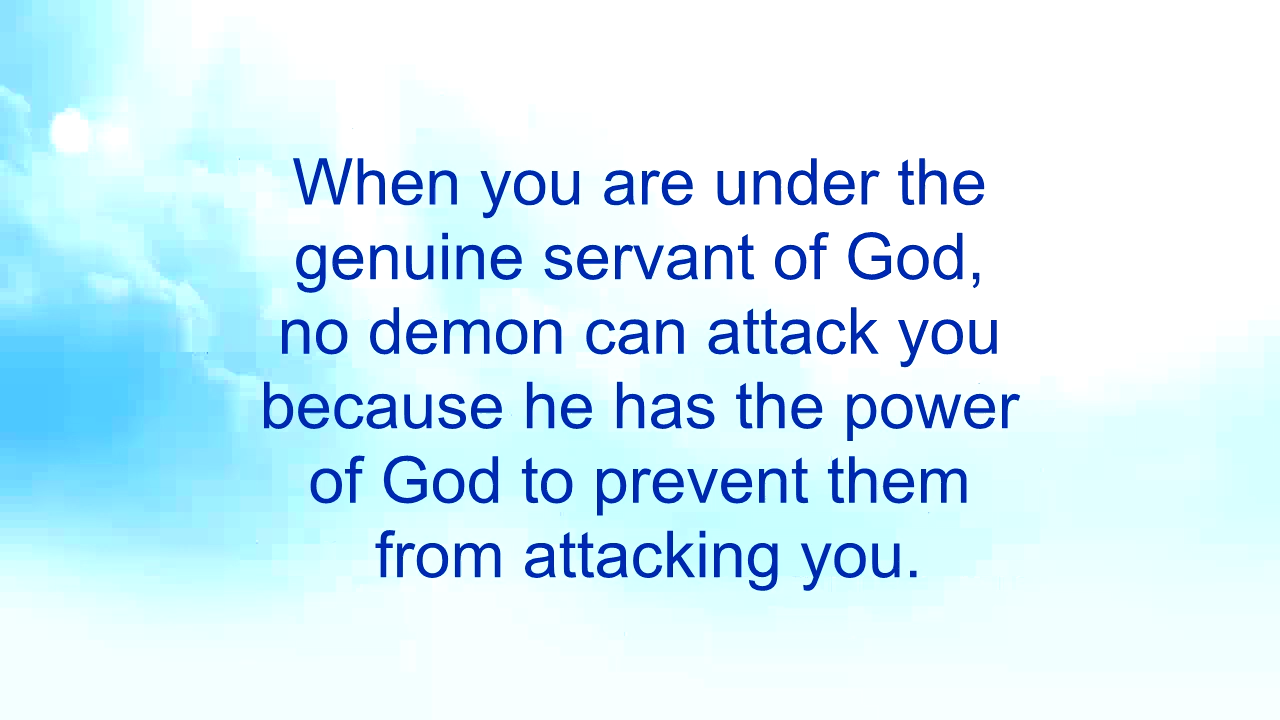 When you are under the
genuine servant of God,
no demon can attack you
because he has the power
of God to prevent them
from attacking you.